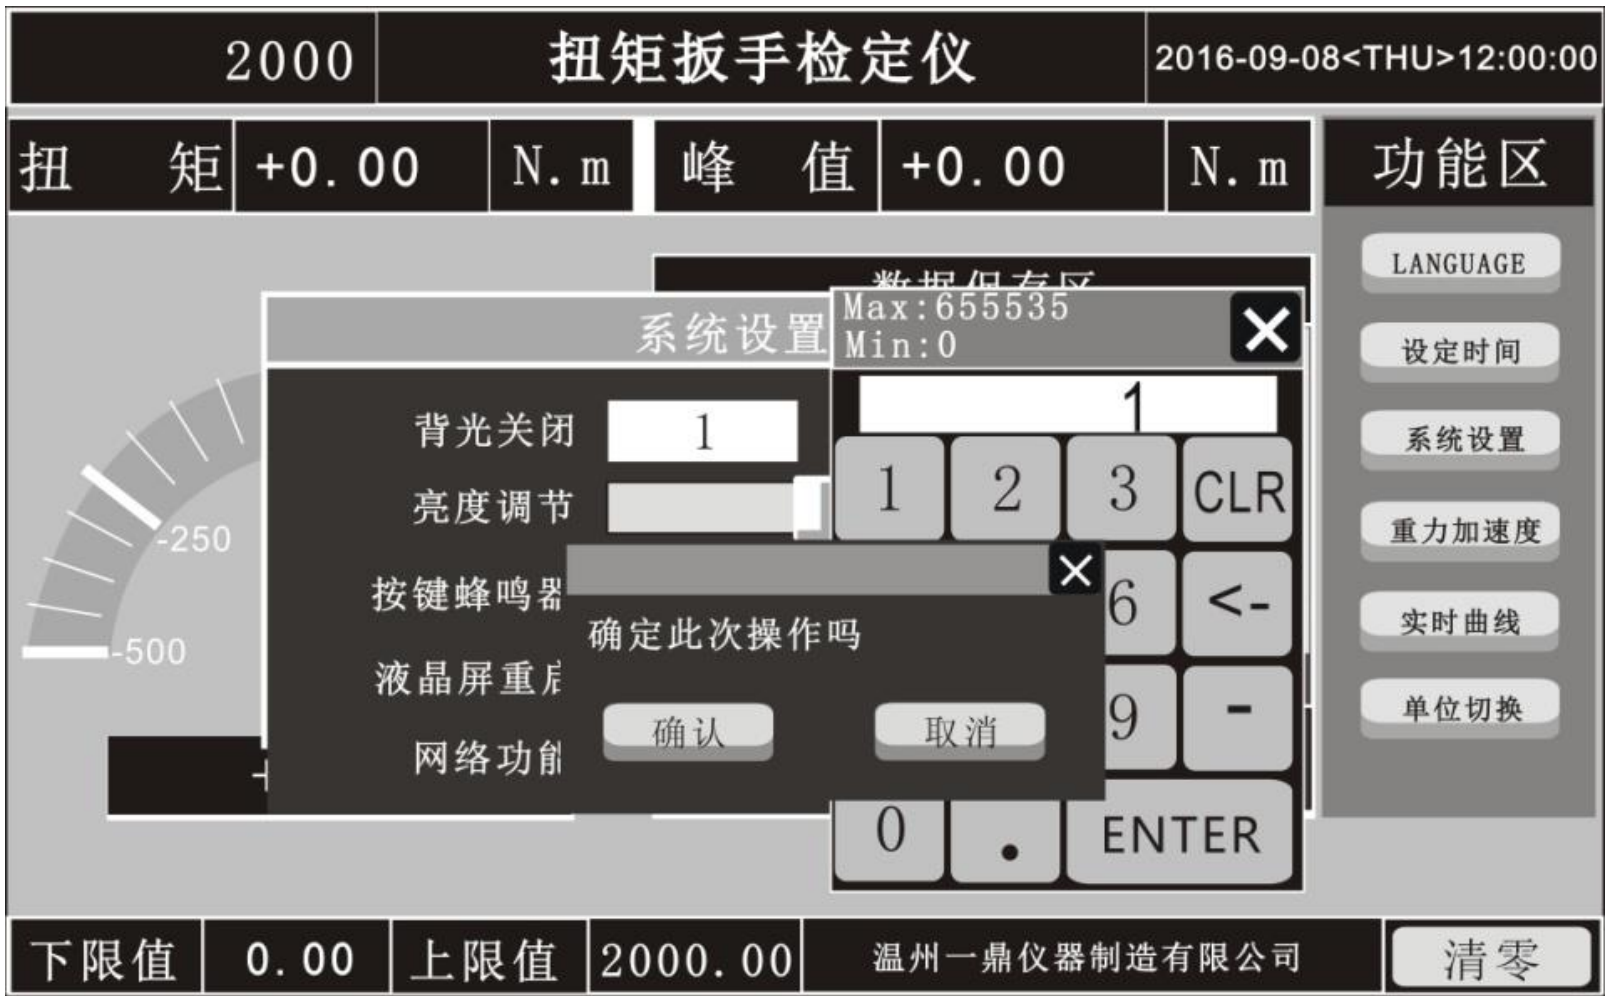 2000
扭矩扳手检定仪
2016-09-08<THU>12:00:00
扭 矩
+0.00
N.m
峰 值
+0.00
N.m
功能区
LANGUAGE
设定时间
系统设置
重力加速度
实时曲线
单位切换
数据保存区
系统设置
Max:655535
Min:0
1
背光关闭
1
亮度调节
按键蜂鸣器
液晶屏重启
网络功能
1
2
3
CLR
6
<-
9
-
0
.
ENTER
确定此次操作吗
确认
取消
-250
-500
下限值
0.00
上限值
2000.00
温州一鼎仪器制造有限公司
清零